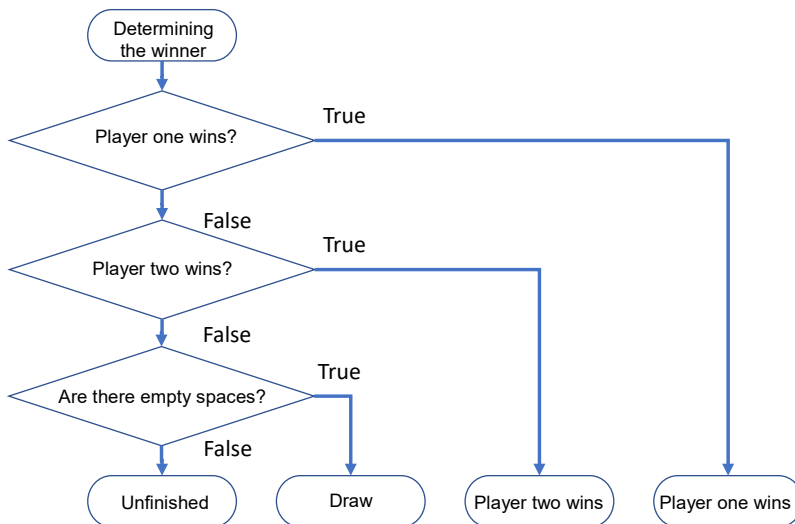 Determining
the winner
True
Player one wins?
False
True
Player two wins?
False
True
Are there empty spaces?
False
Unfinished
Draw
Player two wins
Player one wins